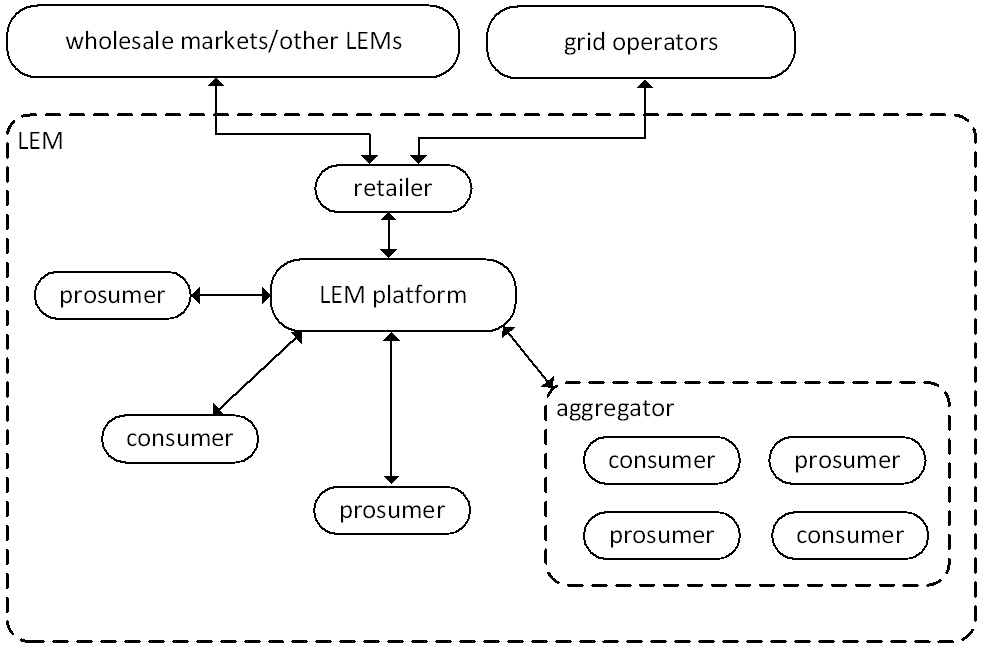 wholesale markets/other LEMs
grid operators
LEM
retailer
prosumer
LEM platform
aggregator
consumer
consumer
prosumer
prosumer
prosumer
consumer